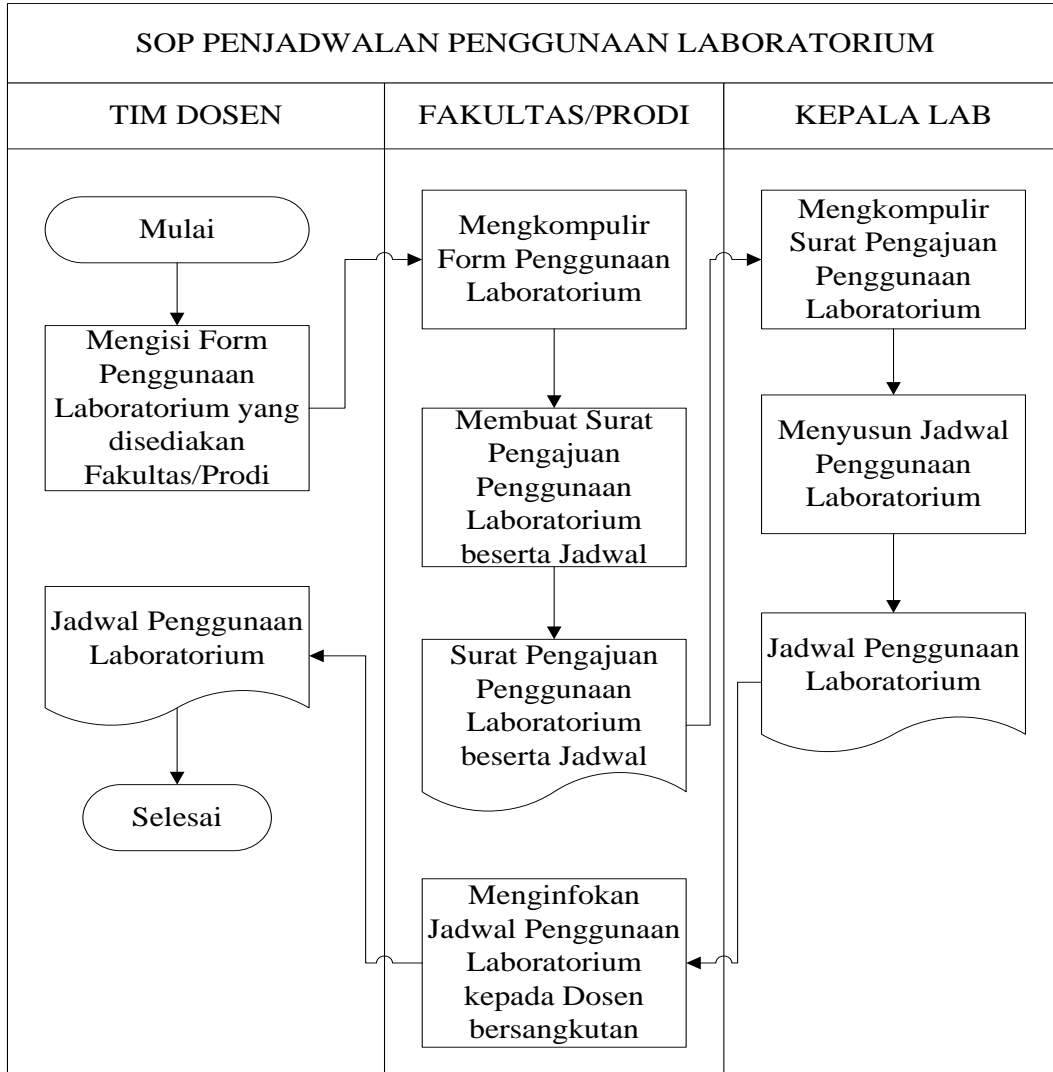 SOP PENJADWALAN PENGGUNAAN LABORATORIUM
TIM DOSEN
FAKULTAS/PRODI
KEPALA LAB
Mulai
Mengisi Form
Penggunaan
Laboratorium yang
disediakan
Fakultas/Prodi
Mengkompulir
Form Penggunaan
Laboratorium
Membuat Surat
Pengajuan
Penggunaan
Laboratorium
beserta Jadwal
Surat Pengajuan
Penggunaan
Laboratorium
beserta Jadwal
Mengkompulir
Surat Pengajuan
Penggunaan
Laboratorium
Menyusun Jadwal
Penggunaan
Laboratorium
Jadwal Penggunaan
Laboratorium
Menginfokan
Jadwal Penggunaan
Laboratorium
kepada Dosen
bersangkutan
Jadwal Penggunaan
Laboratorium
Selesai